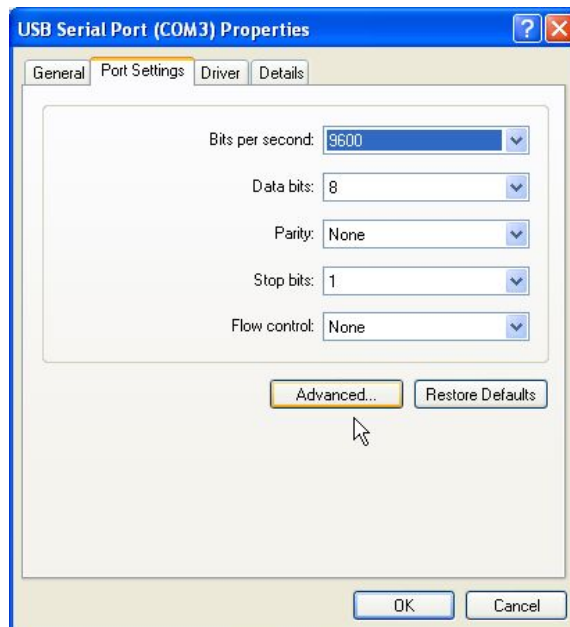 USB Serial Port (COM3) Properties
General Port Settings Driver Details
Bits per second: 9600
Data bits: 8
Parity: None
Stop bits: 1
Flow control: None
Advanced... Restore Defaults
OK Cancel